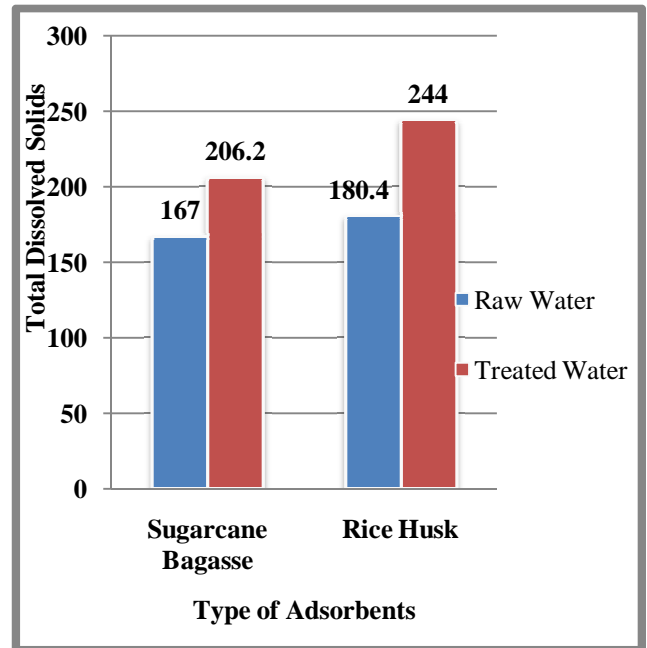 300
250
200
150
100
50
0
Total Dissolved Solids
167
206.2
180.4
244
Raw Water
Treated Water
Sugarcane
Bagasse
Rice Husk
Type of Adsorbents